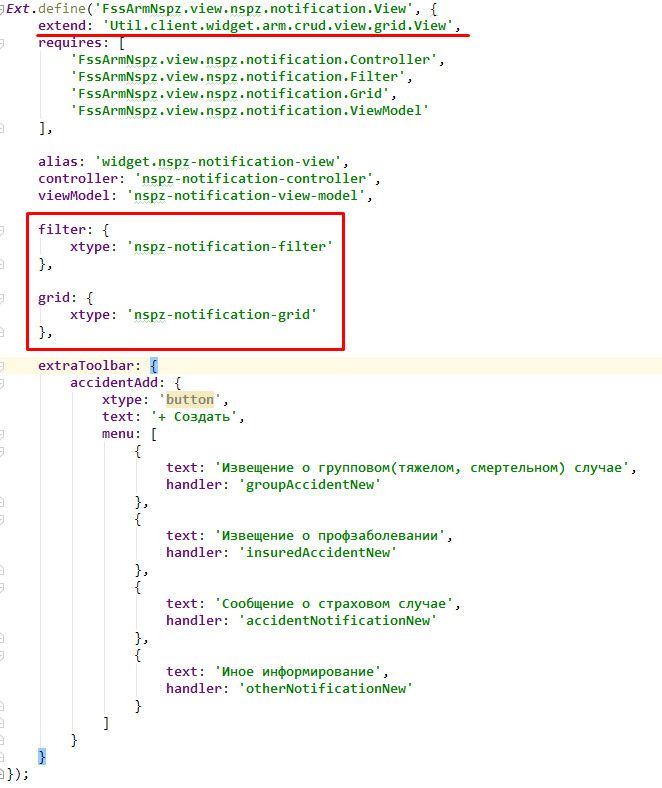 Ext.define('FssArmNspz.view.nspz.notification.View', {
extend: 'Util.client.widget.arm.crud.view.grid.View',
requires: [
'FssArmNspz.view.nspz.notification.Controller',
'FssArmNspz.view.nspz.notification.Filter',
'FssArmNspz.view.nspz.notification.Grid',
'FssArmNspz.view.nspz.notification.ViewModel'
],
alias: 'widget.nspz-notification-view',
controller: 'nspz-notification-controller',
viewModel: 'nspz-notification-view-model',
filter: {
xtype: 'nspz-notification-filter'
},
grid: {
xtype: 'nspz-notification-grid'
},
extraToolbar: {
accidentAdd: {
xtype: 'button',
text: '+ Создать',
menu: [
{
text: 'Извещение о групповом(тяжелом, смертельном) случае',
handler: 'groupAccidentNew'
},
{
text: 'Извещение о профзаболевании',
handler: 'insuredAccidentNew'
},
{
text: 'Сообщение о страховом случае',
handler: 'accidentNotificationNew'
},
{
text: 'Иное информирование',
handler: 'otherNotificationNew'
}
]
}
}
});